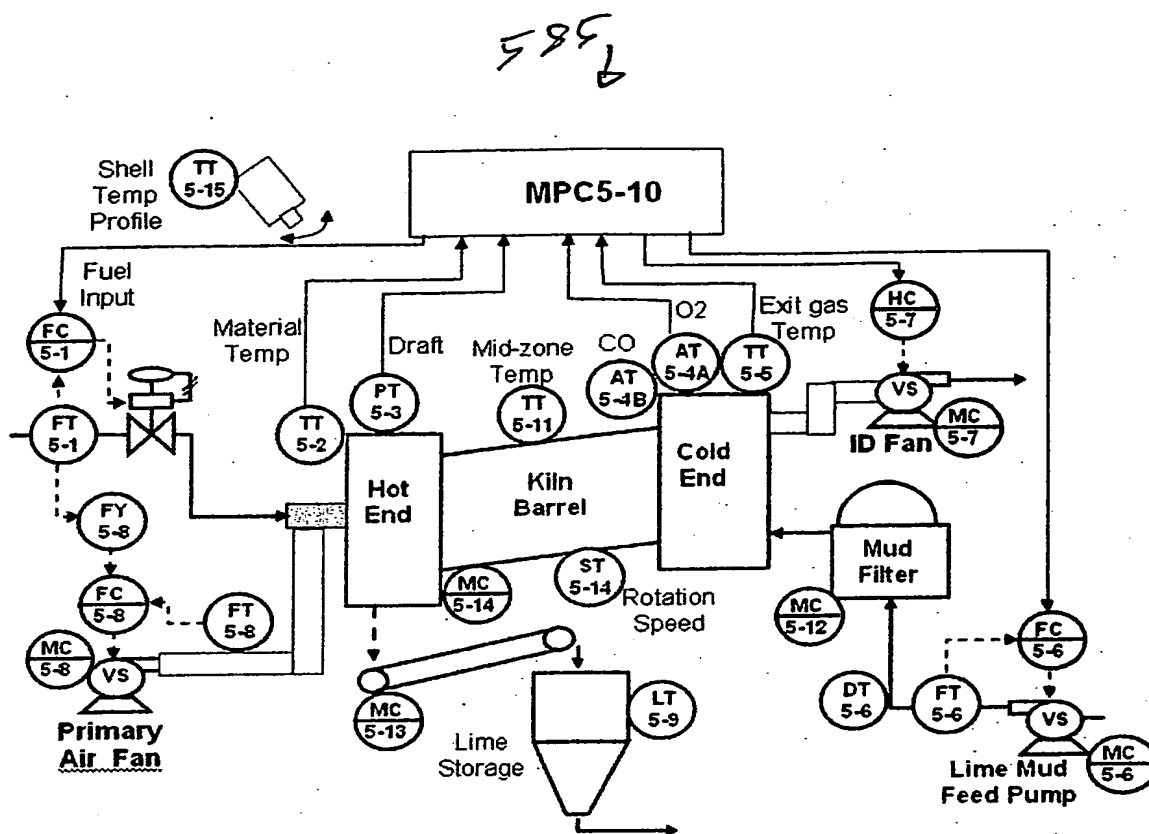 585
MPC5-10
Shell
Temp
Profile
TT
5-15
Fuel
Input
FC
5-1
FT
5-1
FY
5-8
FC
5-8
FT
5-8
MC
5-8
VS
Primary
Air Fan
Material
Temp
TT
5-2
Draft
PT
5-3
Hot
End
Mid-zone
Temp
TT
5-11
Kiln
Barrel
CO
AT
5-4B
O2
AT
5-4A
Exit gas
Temp
TT
5-5
Cold
End
HC
5-7
VS
MC
5-7
ID Fan
MC
5-14
ST
5-14
Rotation
Speed
MC
5-13
Lime
Storage
LT
5-9
Mud
Filter
MC
5-12
DT
5-6
FT
5-6
FC
5-6
VS
MC
5-6
Lime Mud
Feed Pump